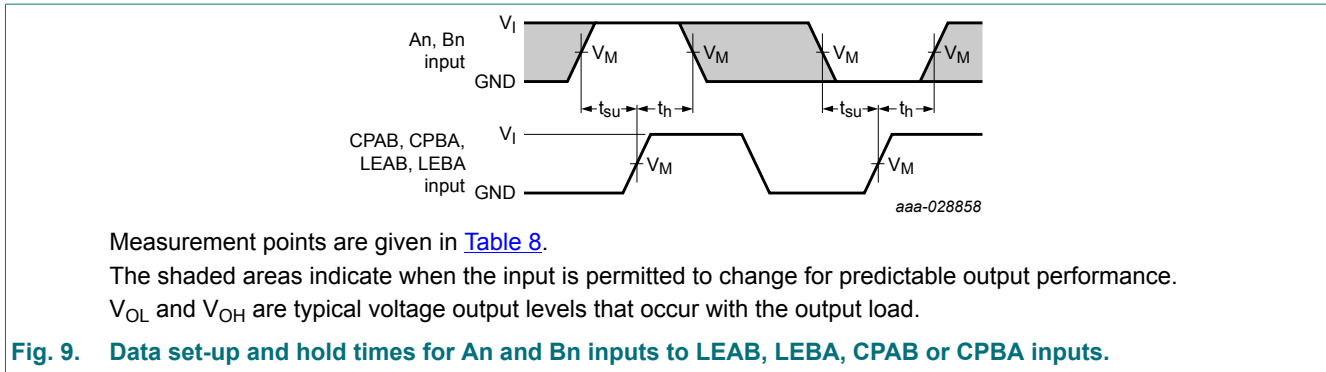 V_I
An, Bn
input
V_M V_M V_M V_M
GND
t_su t_h t_su t_h
CPAB, CPBA,
LEAB, LEBA
input
V_I
V_M V_M
GND
aaa-028858
Measurement points are given in Table 8.
The shaded areas indicate when the input is permitted to change for predictable output performance.
V_OL and V_OH are typical voltage output levels that occur with the output load.
Fig. 9. Data set-up and hold times for An and Bn inputs to LEAB, LEBA, CPAB or CPBA inputs.